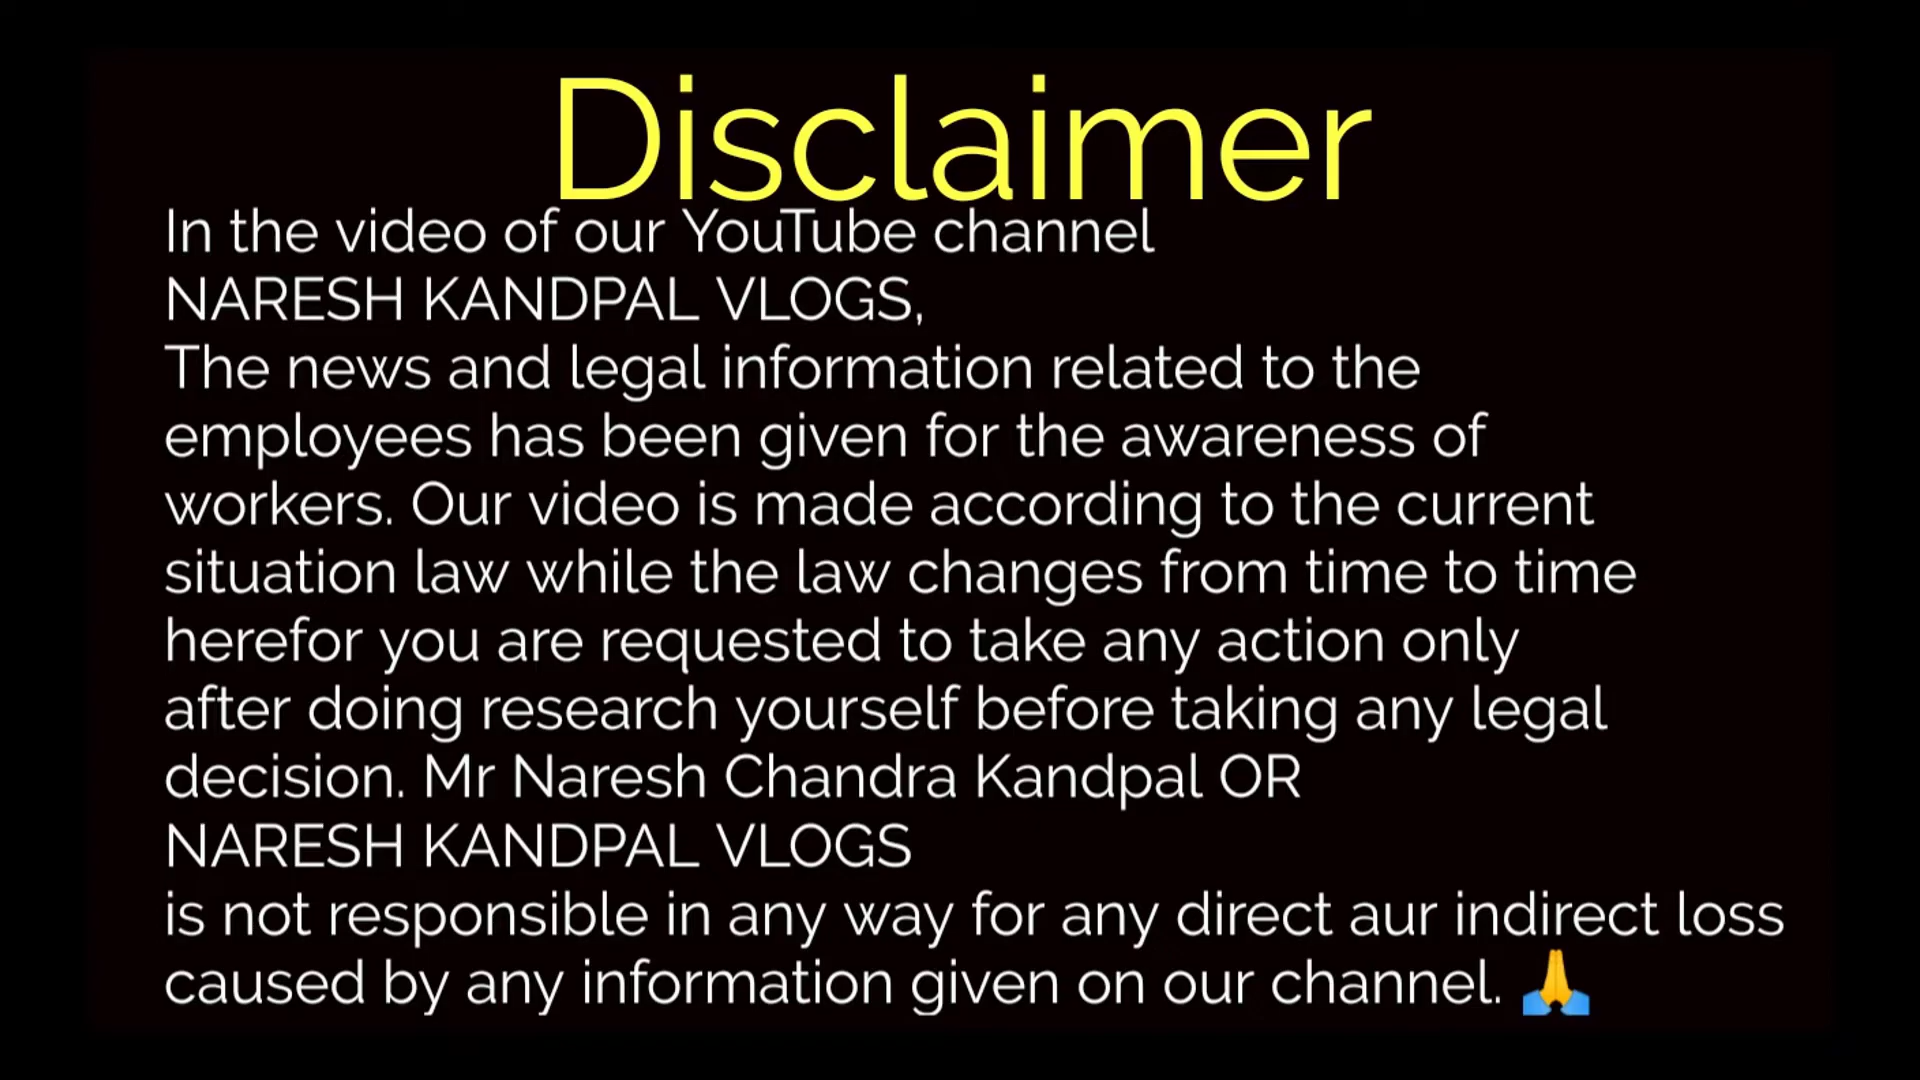 Disclaimer
In the video of our YouTube channel
NARESH KANDPAL VLOGS,
The news and legal information related to the
employees has been given for the awareness of
workers. Our video is made according to the current
situation law while the law changes from time to time
herefor you are requested to take any action only
after doing research yourself before taking any legal
decision. Mr Naresh Chandra Kandpal OR
NARESH KANDPAL VLOGS
is not responsible in any way for any direct aur indirect loss
caused by any information given on our channel. 🙏